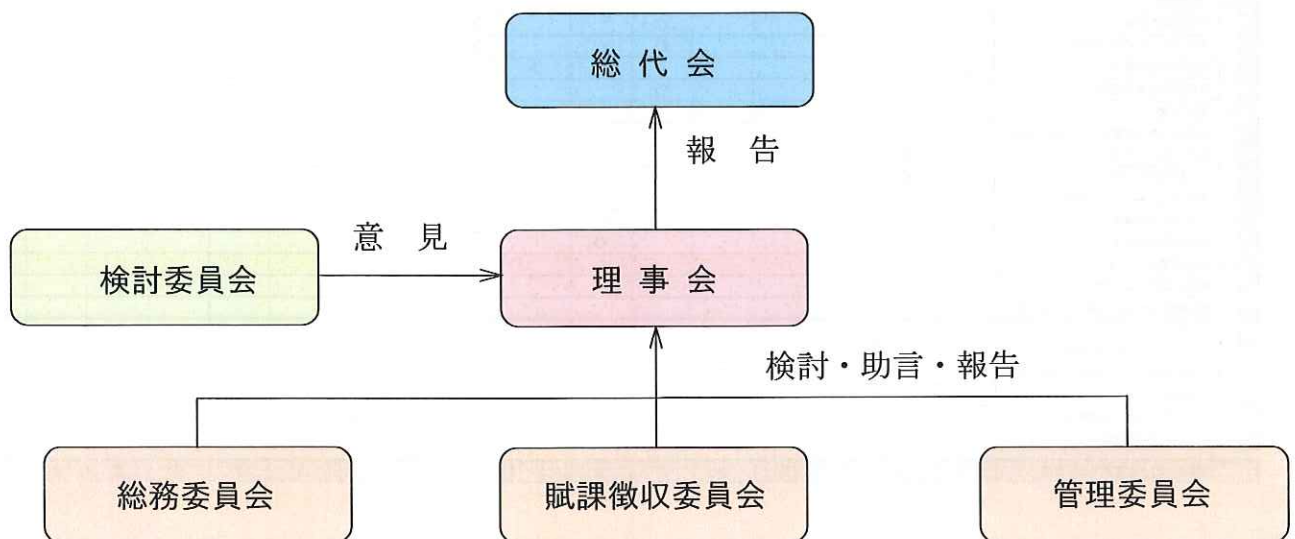 総代会
報告
意見
検討委員会
理事会
検討・助言・報告
総務委員会
賦課徴収委員会
管理委員会